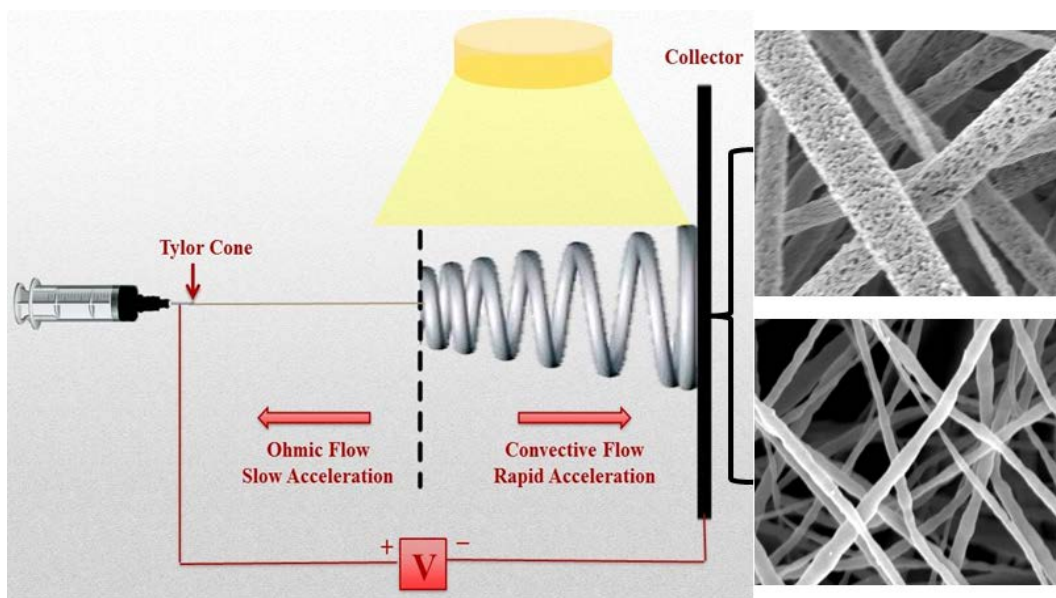 Collector
Tylor Cone
Ohmic Flow
Slow Acceleration
Convective Flow
Rapid Acceleration
+
V
−